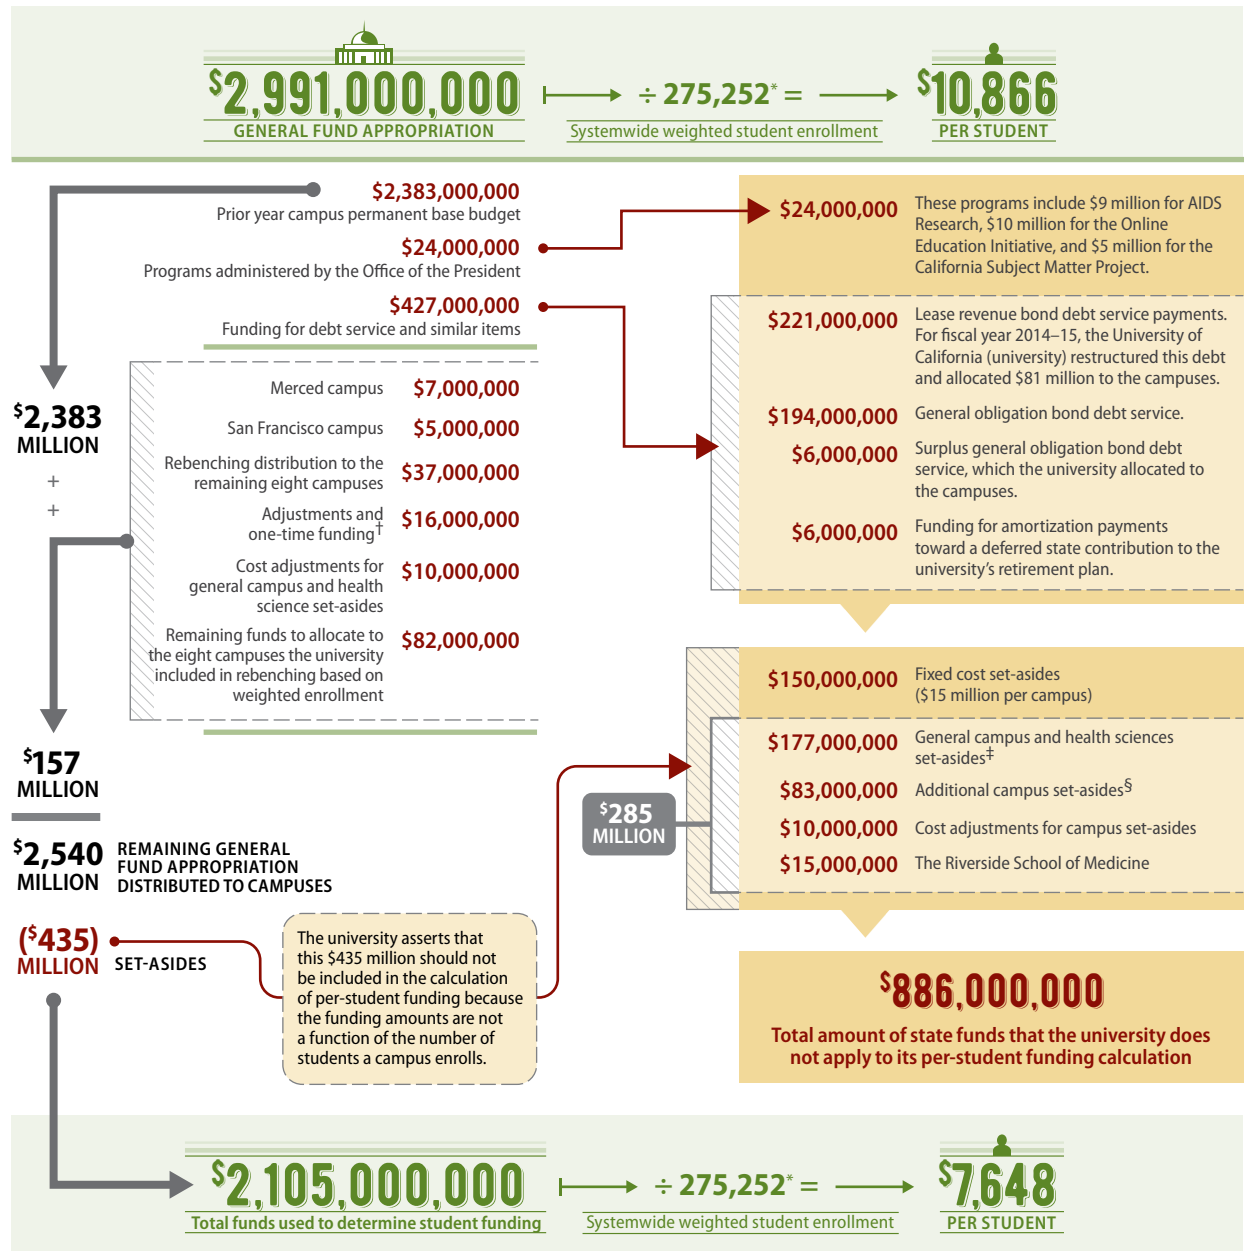 $2,991,000,000
GENERAL FUND APPROPRIATION
÷ 275,252* =
Systemwide weighted student enrollment
$10,866
PER STUDENT
$2,383,000,000
Prior year campus permanent base budget
$24,000,000
Programs administered by the Office of the President
$427,000,000
Funding for debt service and similar items
Merced campus $7,000,000
San Francisco campus $5,000,000
Rebenching distribution to the
remaining eight campuses $37,000,000
Adjustments and
one-time funding† $16,000,000
Cost adjustments for
general campus and health
science set-asides $10,000,000
Remaining funds to allocate to
the eight campuses the university
included in rebenching based on
weighted enrollment $82,000,000
$2,383
MILLION
+
+
$157
MILLION
$2,540
MILLION
REMAINING GENERAL
FUND APPROPRIATION
DISTRIBUTED TO CAMPUSES
($435)
MILLION
SET-ASIDES
The university asserts that
this $435 million should not
be included in the calculation
of per-student funding because
the funding amounts are not
a function of the number of
students a campus enrolls.
$24,000,000 These programs include $9 million for AIDS
Research, $10 million for the Online
Education Initiative, and $5 million for the
California Subject Matter Project.
$221,000,000 Lease revenue bond debt service payments.
For fiscal year 2014–15, the University of
California (university) restructured this debt
and allocated $81 million to the campuses.
$194,000,000 General obligation bond debt service.
$6,000,000 Surplus general obligation bond debt
service, which the university allocated to
the campuses.
$6,000,000 Funding for amortization payments
toward a deferred state contribution to the
university’s retirement plan.
$150,000,000 Fixed cost set-asides
($15 million per campus)
$285
MILLION
$177,000,000 General campus and health sciences
set-asides‡
$83,000,000 Additional campus set-asides§
$10,000,000 Cost adjustments for campus set-asides
$15,000,000 The Riverside School of Medicine
$886,000,000
Total amount of state funds that the university does
not apply to its per-student funding calculation
$2,105,000,000
Total funds used to determine student funding
÷ 275,252* =
Systemwide weighted student enrollment
$7,648
PER STUDENT